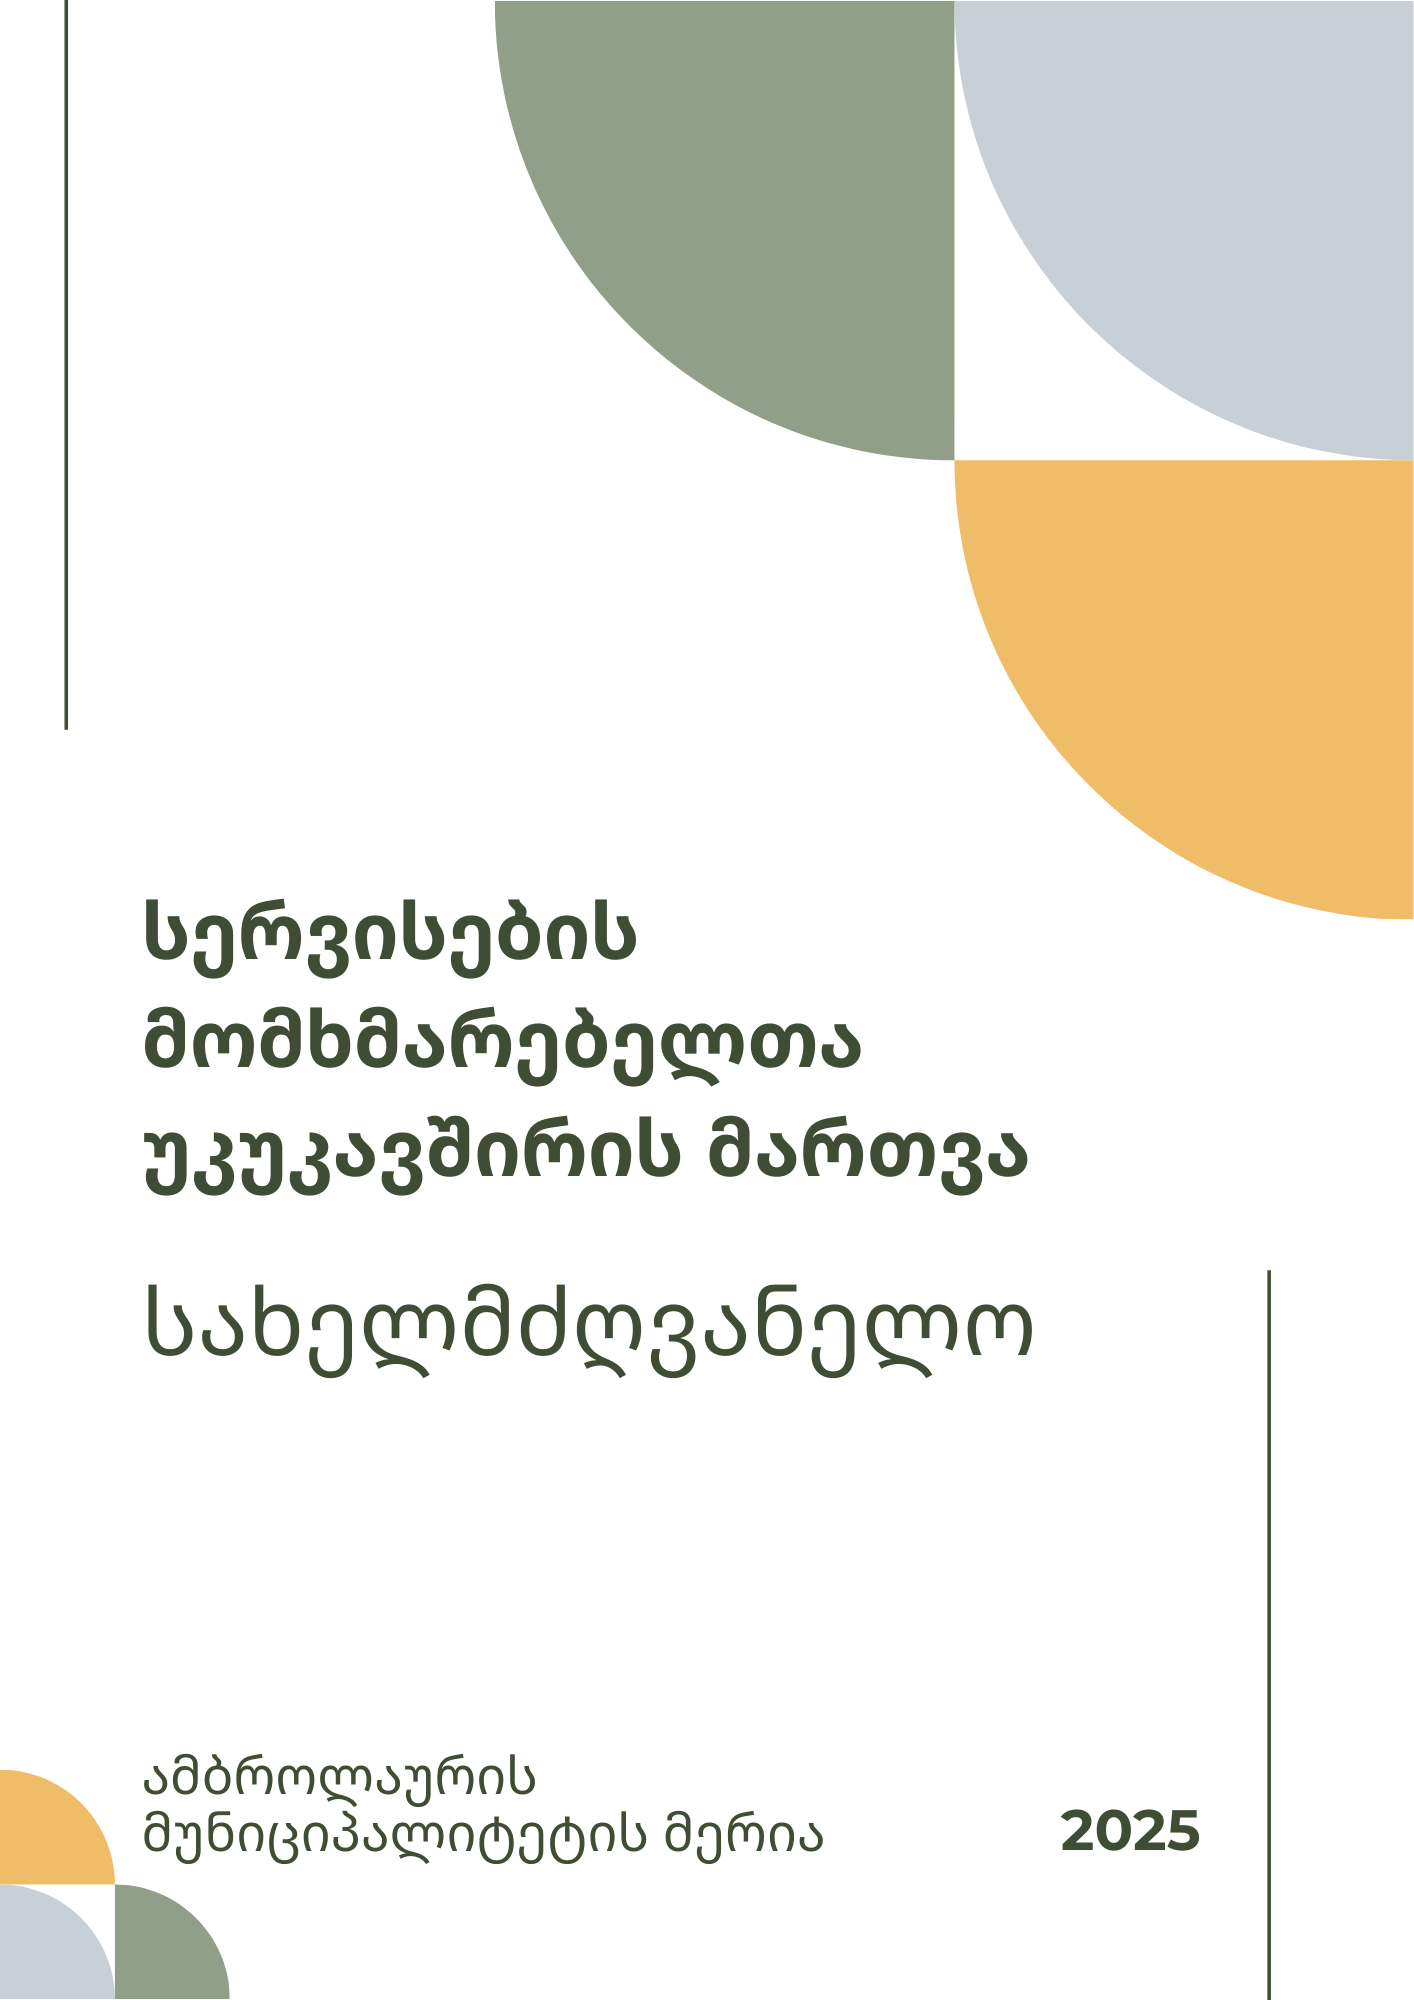 სერვისების
მომხმარებელთა
უკუკავშირის მართვა
სახელმძღვანელო
ამბროლაურის
მუნიციპალიტეტის მერია
2025